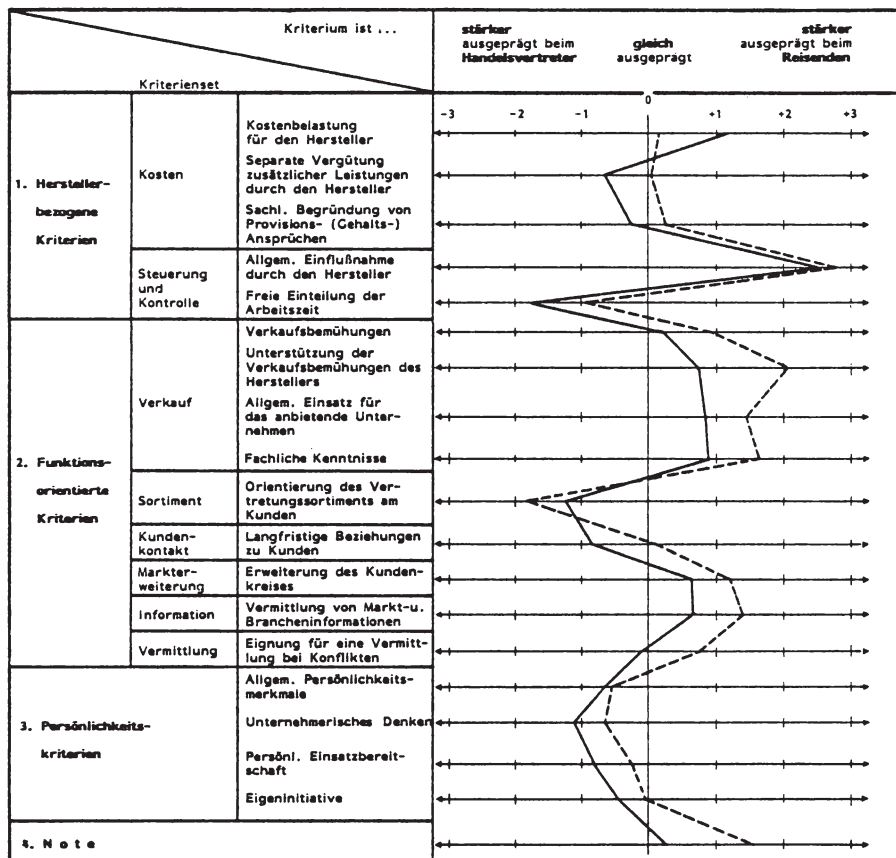 Kriterium ist ...
Kriterienset
stärker
ausgeprägt beim
Handelsvertreter
gleich
ausgeprägt
stärker
ausgeprägt beim
Reisenden
-3 -2 -1 0 +1 +2 +3
1. Hersteller-
bezogene
Kriterien
Kosten
Kostenbelastung
für den Hersteller
Separate Vergütung
zusätzlicher Leistungen
durch den Hersteller
Sachl. Begründung von
Provisions- (Gehalts-)
Ansprüchen
Steuerung
und
Kontrolle
Allgem. Einflußnahme
durch den Hersteller
Freie Einteilung der
Arbeitszeit
2. Funktions-
orientierte
Kriterien
Verkauf
Verkaufsbemühungen
Unterstützung der
Verkaufsbemühungen des
Herstellers
Allgem. Einsatz für
das anbietende Unter-
nehmen
Fachliche Kenntnisse
Sortiment
Orientierung des Ver-
tretungssortiments am
Kunden
Kunden-
kontakt
Langfristige Beziehungen
zu Kunden
Markter-
weiterung
Erweiterung des Kunden-
kreises
Information
Vermittlung von Markt-u.
Brancheninformationen
Vermittlung
Eignung für eine Vermitt-
lung bei Konflikten
3. Persönlichkeits-
kriterien
Allgem. Persönlichkeits-
merkmale
Unternehmerisches Denken
Persönl. Einsatzbereit-
schaft
Eigeninitiative
4. Note